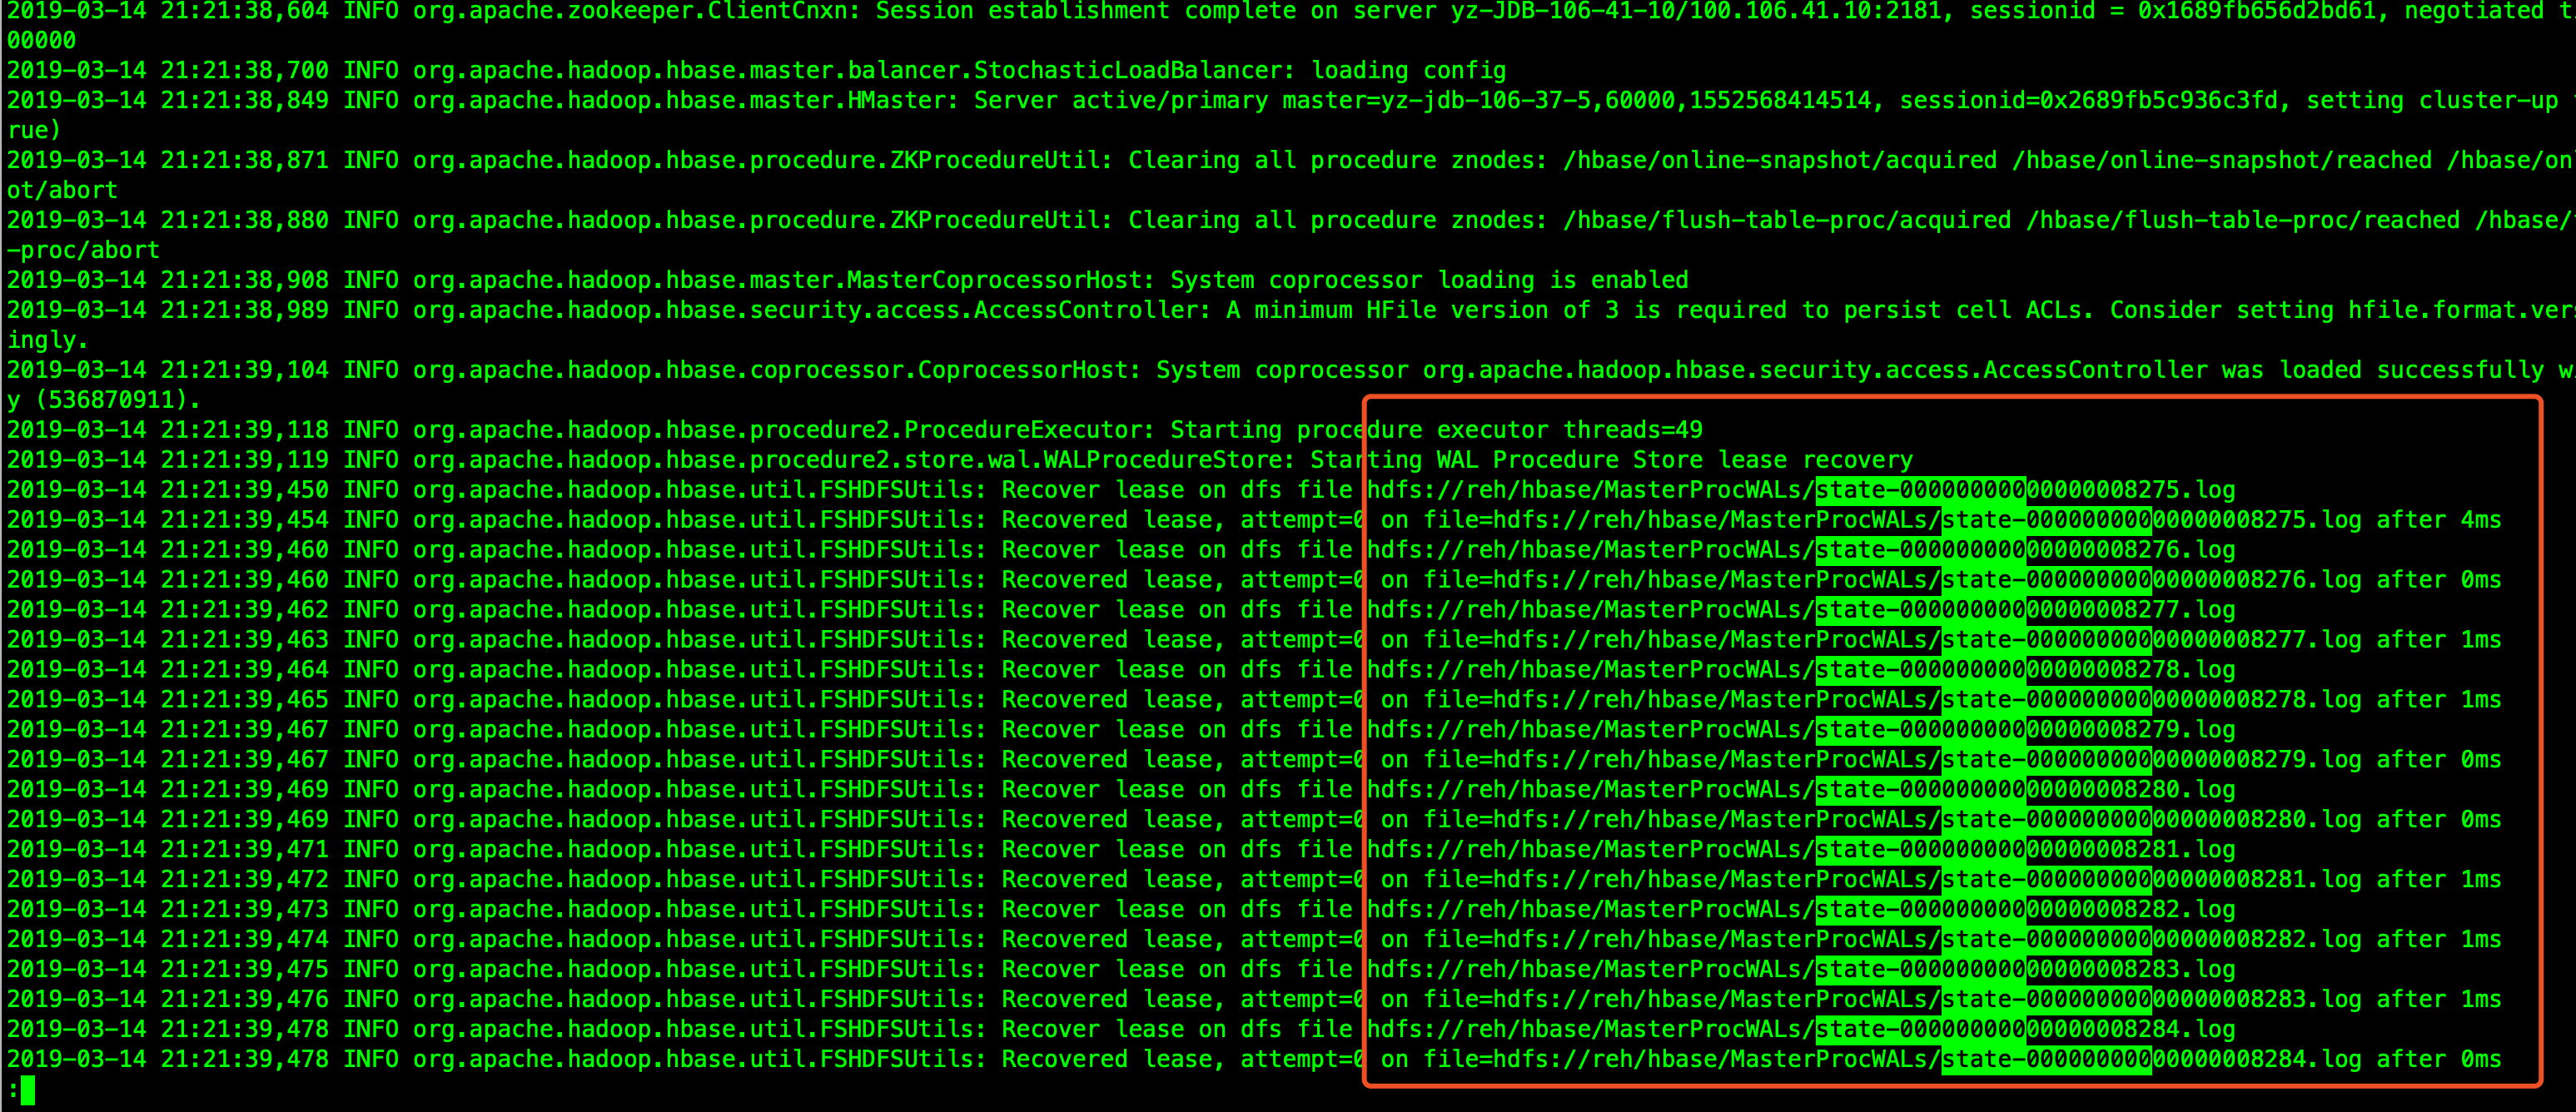 2019-03-14 21:21:38,604 INFO org.apache.zookeeper.ClientCnxn: Session establishment complete on server yz-JDB-106-41-10/100.106.41.10:2181, sessionid = 0x1689fb656d2bd61, negotiated
00000
2019-03-14 21:21:38,700 INFO org.apache.hadoop.hbase.master.balancer.StochasticLoadBalancer: loading config
2019-03-14 21:21:38,849 INFO org.apache.hadoop.hbase.master.HMaster: Server active/primary master=yz-jdb-106-37-5,60000,1552568414514, sessionid=0x2689fb5c936c3fd, setting cluster-up
rue)
2019-03-14 21:21:38,871 INFO org.apache.hadoop.hbase.procedure.ZKProcedureUtil: Clearing all procedure znodes: /hbase/online-snapshot/acquired /hbase/online-snapshot/reached /hbase/on
ot/abort
2019-03-14 21:21:38,880 INFO org.apache.hadoop.hbase.procedure.ZKProcedureUtil: Clearing all procedure znodes: /hbase/flush-table-proc/acquired /hbase/flush-table-proc/reached /hbase/
-proc/abort
2019-03-14 21:21:38,908 INFO org.apache.hadoop.hbase.master.MasterCoprocessorHost: System coprocessor loading is enabled
2019-03-14 21:21:38,989 INFO org.apache.hadoop.hbase.security.access.AccessController: A minimum HFile version of 3 is required to persist cell ACLs. Consider setting hfile.format.vers
ingly.
2019-03-14 21:21:39,104 INFO org.apache.hadoop.hbase.coprocessor.CoprocessorHost: System coprocessor org.apache.hadoop.hbase.security.access.AccessController was loaded successfully w
y (536870911).
2019-03-14 21:21:39,118 INFO org.apache.hadoop.hbase.procedure2.ProcedureExecutor: Starting procedure executor threads=49
2019-03-14 21:21:39,119 INFO org.apache.hadoop.hbase.procedure2.store.wal.WALProcedureStore: Starting WAL Procedure Store lease recovery
2019-03-14 21:21:39,450 INFO org.apache.hadoop.hbase.util.FSHDFSUtils: Recover lease on dfs file hdfs://reh/hbase/MasterProcWALs/state-00000000000000008275.log
2019-03-14 21:21:39,454 INFO org.apache.hadoop.hbase.util.FSHDFSUtils: Recovered lease, attempt=0 on file=hdfs://reh/hbase/MasterProcWALs/state-00000000000000008275.log after 4ms
2019-03-14 21:21:39,460 INFO org.apache.hadoop.hbase.util.FSHDFSUtils: Recover lease on dfs file hdfs://reh/hbase/MasterProcWALs/state-00000000000000008276.log
2019-03-14 21:21:39,460 INFO org.apache.hadoop.hbase.util.FSHDFSUtils: Recovered lease, attempt=0 on file=hdfs://reh/hbase/MasterProcWALs/state-00000000000000008276.log after 0ms
2019-03-14 21:21:39,462 INFO org.apache.hadoop.hbase.util.FSHDFSUtils: Recover lease on dfs file hdfs://reh/hbase/MasterProcWALs/state-00000000000000008277.log
2019-03-14 21:21:39,463 INFO org.apache.hadoop.hbase.util.FSHDFSUtils: Recovered lease, attempt=0 on file=hdfs://reh/hbase/MasterProcWALs/state-00000000000000008277.log after 1ms
2019-03-14 21:21:39,464 INFO org.apache.hadoop.hbase.util.FSHDFSUtils: Recover lease on dfs file hdfs://reh/hbase/MasterProcWALs/state-00000000000000008278.log
2019-03-14 21:21:39,465 INFO org.apache.hadoop.hbase.util.FSHDFSUtils: Recovered lease, attempt=0 on file=hdfs://reh/hbase/MasterProcWALs/state-00000000000000008278.log after 1ms
2019-03-14 21:21:39,467 INFO org.apache.hadoop.hbase.util.FSHDFSUtils: Recover lease on dfs file hdfs://reh/hbase/MasterProcWALs/state-00000000000000008279.log
2019-03-14 21:21:39,467 INFO org.apache.hadoop.hbase.util.FSHDFSUtils: Recovered lease, attempt=0 on file=hdfs://reh/hbase/MasterProcWALs/state-00000000000000008279.log after 0ms
2019-03-14 21:21:39,469 INFO org.apache.hadoop.hbase.util.FSHDFSUtils: Recover lease on dfs file hdfs://reh/hbase/MasterProcWALs/state-00000000000000008280.log
2019-03-14 21:21:39,469 INFO org.apache.hadoop.hbase.util.FSHDFSUtils: Recovered lease, attempt=0 on file=hdfs://reh/hbase/MasterProcWALs/state-00000000000000008280.log after 0ms
2019-03-14 21:21:39,471 INFO org.apache.hadoop.hbase.util.FSHDFSUtils: Recover lease on dfs file hdfs://reh/hbase/MasterProcWALs/state-00000000000000008281.log
2019-03-14 21:21:39,472 INFO org.apache.hadoop.hbase.util.FSHDFSUtils: Recovered lease, attempt=0 on file=hdfs://reh/hbase/MasterProcWALs/state-00000000000000008281.log after 1ms
2019-03-14 21:21:39,473 INFO org.apache.hadoop.hbase.util.FSHDFSUtils: Recover lease on dfs file hdfs://reh/hbase/MasterProcWALs/state-00000000000000008282.log
2019-03-14 21:21:39,474 INFO org.apache.hadoop.hbase.util.FSHDFSUtils: Recovered lease, attempt=0 on file=hdfs://reh/hbase/MasterProcWALs/state-00000000000000008282.log after 1ms
2019-03-14 21:21:39,475 INFO org.apache.hadoop.hbase.util.FSHDFSUtils: Recover lease on dfs file hdfs://reh/hbase/MasterProcWALs/state-00000000000000008283.log
2019-03-14 21:21:39,476 INFO org.apache.hadoop.hbase.util.FSHDFSUtils: Recovered lease, attempt=0 on file=hdfs://reh/hbase/MasterProcWALs/state-00000000000000008283.log after 1ms
2019-03-14 21:21:39,478 INFO org.apache.hadoop.hbase.util.FSHDFSUtils: Recover lease on dfs file hdfs://reh/hbase/MasterProcWALs/state-00000000000000008284.log
2019-03-14 21:21:39,478 INFO org.apache.hadoop.hbase.util.FSHDFSUtils: Recovered lease, attempt=0 on file=hdfs://reh/hbase/MasterProcWALs/state-00000000000000008284.log after 0ms
: